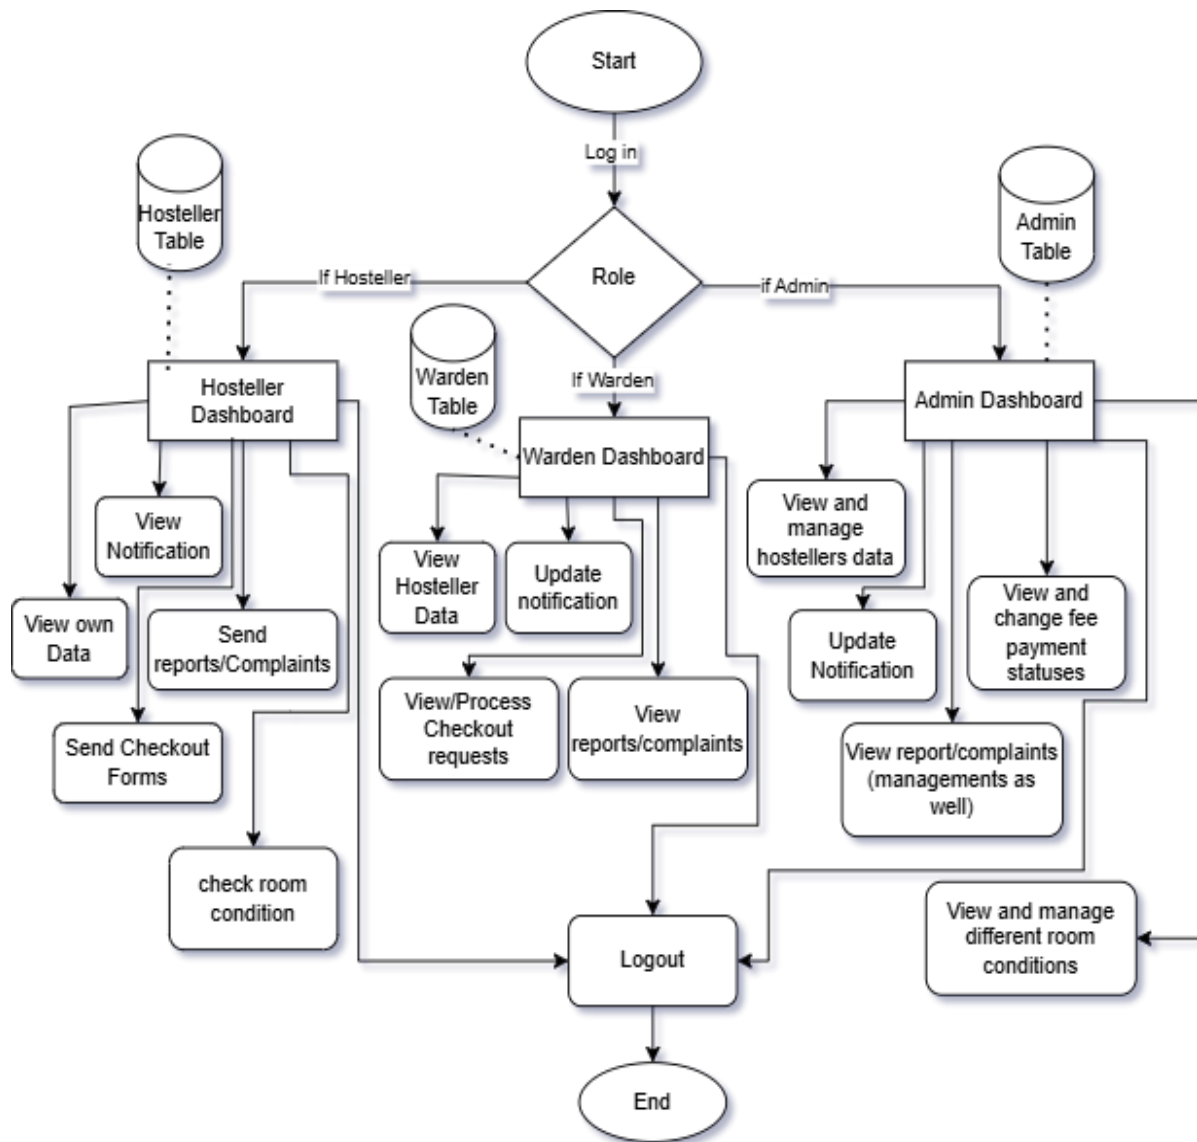 Start
Log in
Hosteller
Table
Admin
Table
Role
If Hosteller
if Admin
Warden
Table
If Warden
Hosteller
Dashboard
Admin Dashboard
Warden Dashboard
View
Notification
View own
Data
Send
reports/Complaints
Send Checkout
Forms
check room
condition
View
Hosteller
Data
Update
notification
View/Process
Checkout
requests
View
reports/complaints
View and
manage
hostellers data
Update
Notification
View and
change fee
payment
statuses
View report/complaints
(managements as
well)
View and manage
different room
conditions
Logout
End